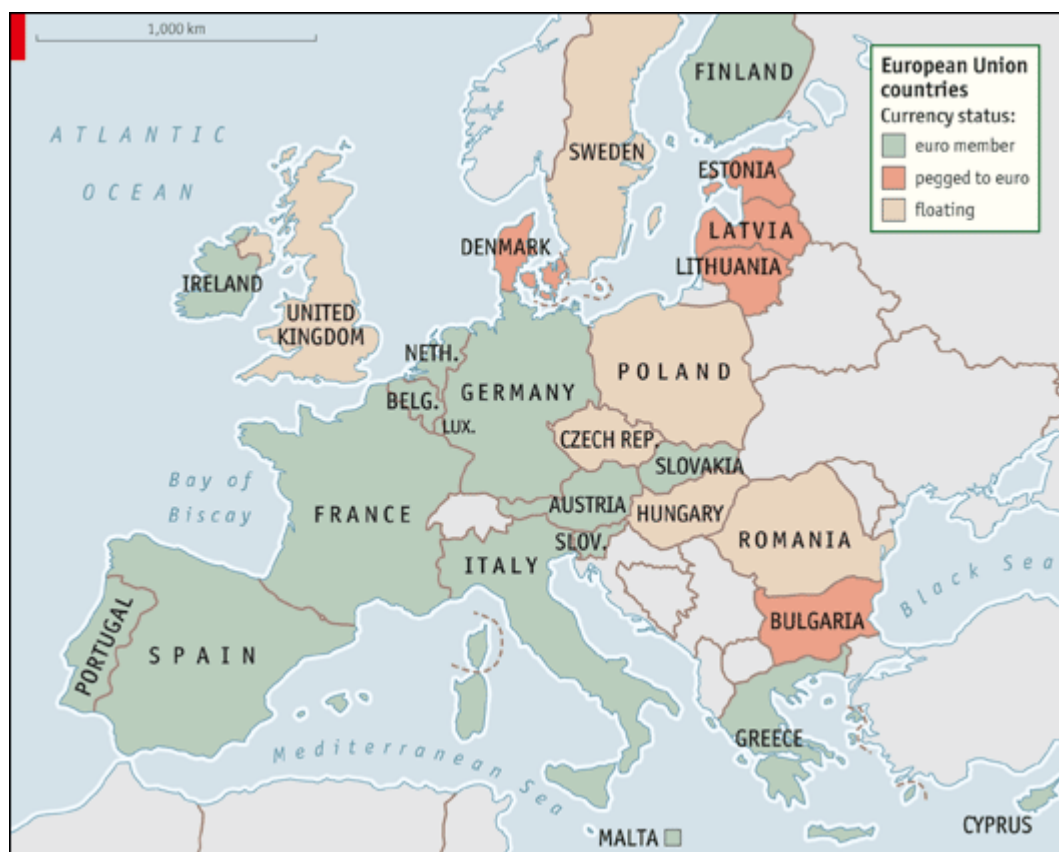 1,000 km
European Union
countries
Currency status:
euro member
pegged to euro
floating
ATLANTIC
OCEAN
FINLAND
SWEDEN
ESTONIA
LATVIA
LITHUANIA
DENMARK
IRELAND
UNITED
KINGDOM
NETH.
BELG.
LUX.
GERMANY
POLAND
CZECH REP.
SLOVAKIA
Bay of
Biscay
FRANCE
AUSTRIA
HUNGARY
SLOV.
ITALY
ROMANIA
Black Sea
BULGARIA
PORTUGAL
SPAIN
Mediterranean Sea
GREECE
MALTA
CYPRUS